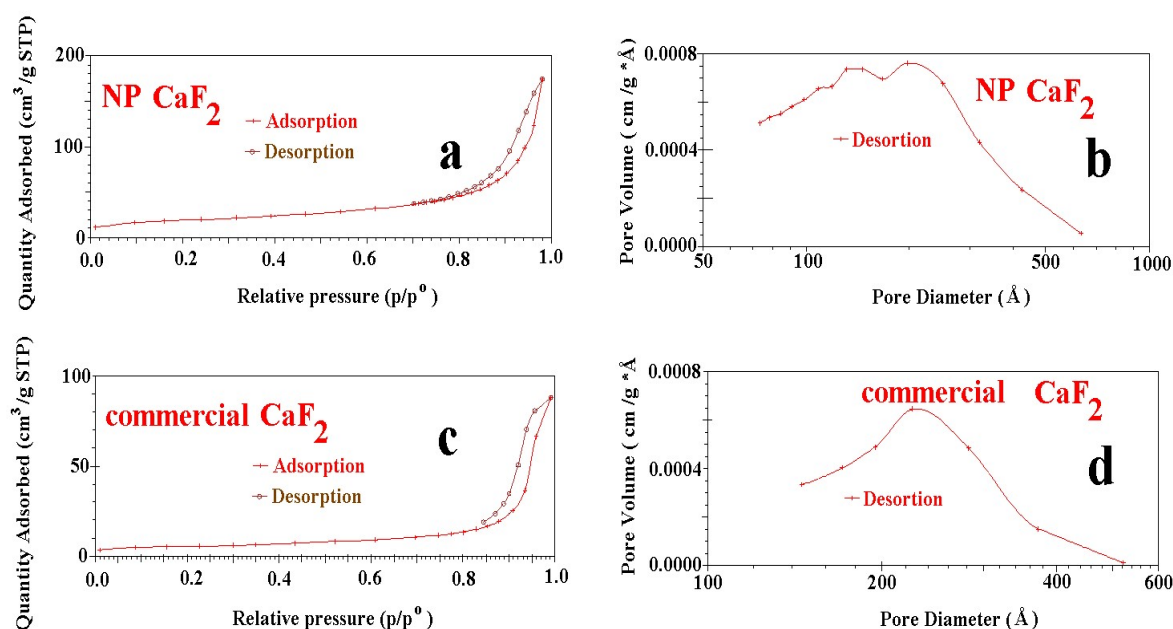 Quantity Adsorbed (cm³/g STP)
200
100
0
0.0 0.2 0.4 0.6 0.8 1.0
Relative pressure (p/p⁰ )
NP CaF₂
Adsorption
Desorption
a
Pore Volume ( cm /g *Å)
0.0008
0.0004
0.0000
50 100 500 1000
Pore Diameter (Å)
NP CaF₂
Desortion
b
Quantity Adsorbed (cm³/g STP)
100
50
0
0.0 0.2 0.4 0.6 0.8 1.0
Relative pressure (p/p⁰ )
commercial CaF₂
Adsorption
Desorption
c
Pore Volume ( cm /g *Å)
0.0008
0.0004
0.0000
100 200 400 600
Pore Diameter (Å)
commercial CaF₂
Desortion
d